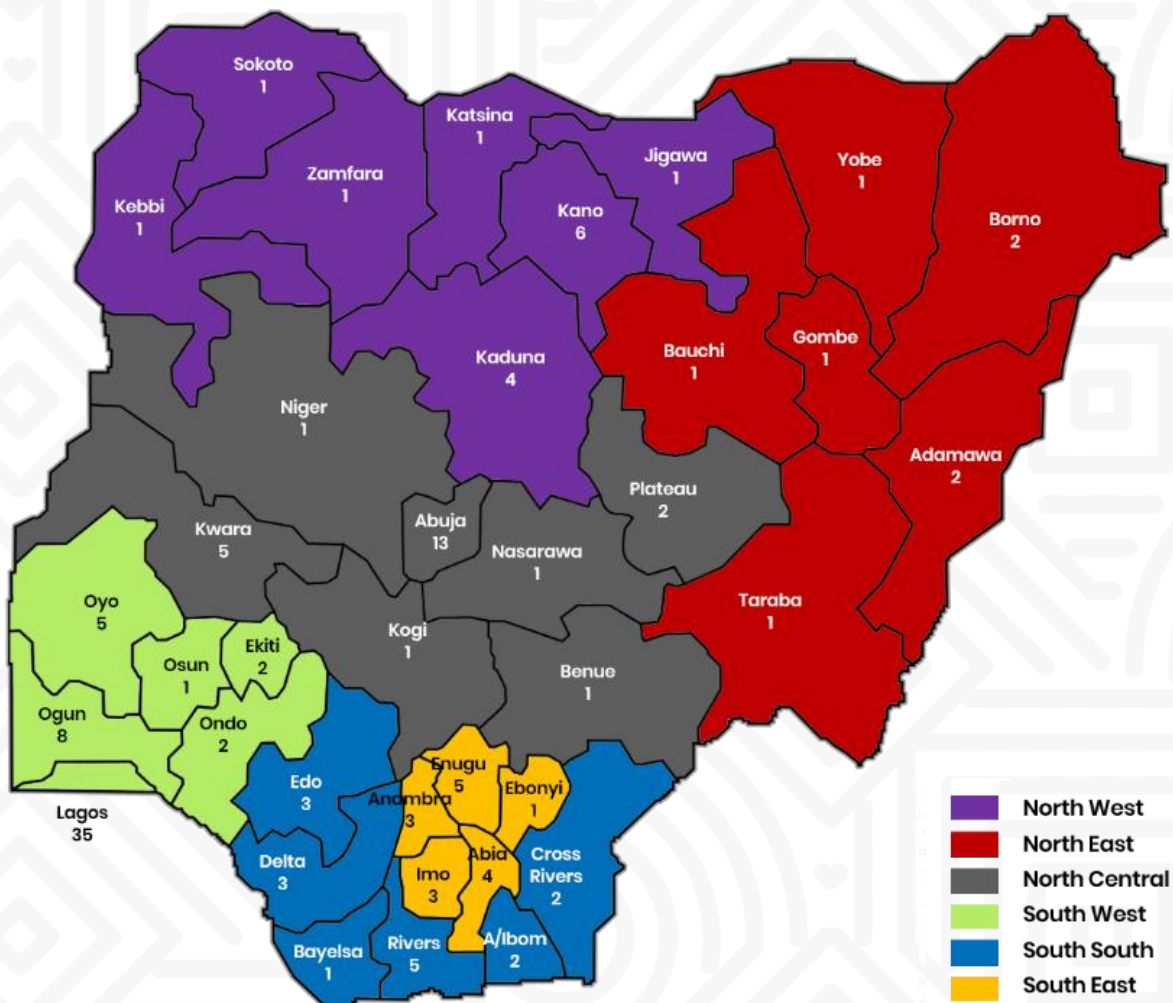 Sokoto
1
Katsina
1
Zamfara
1
Jigawa
1
Yobe
1
Kebbi
1
Kano
6
Borno
2
Kaduna
4
Bauchi
1
Gombe
1
Niger
1
Adamawa
2
Plateau
2
Abuja
13
Kwara
5
Nasarawa
1
Oyo
5
Taraba
1
Kogi
1
Ekiti
2
Osun
1
Benue
1
Ogun
8
Ondo
2
Edo
3
Enugu
5
Ebonyi
1
Anambra
3
Lagos
35
Delta
3
Imo
3
Abia
4
Cross
Rivers
2
Bayelsa
1
Rivers
5
A/Ibom
2
North West
North East
North Central
South West
South South
South East